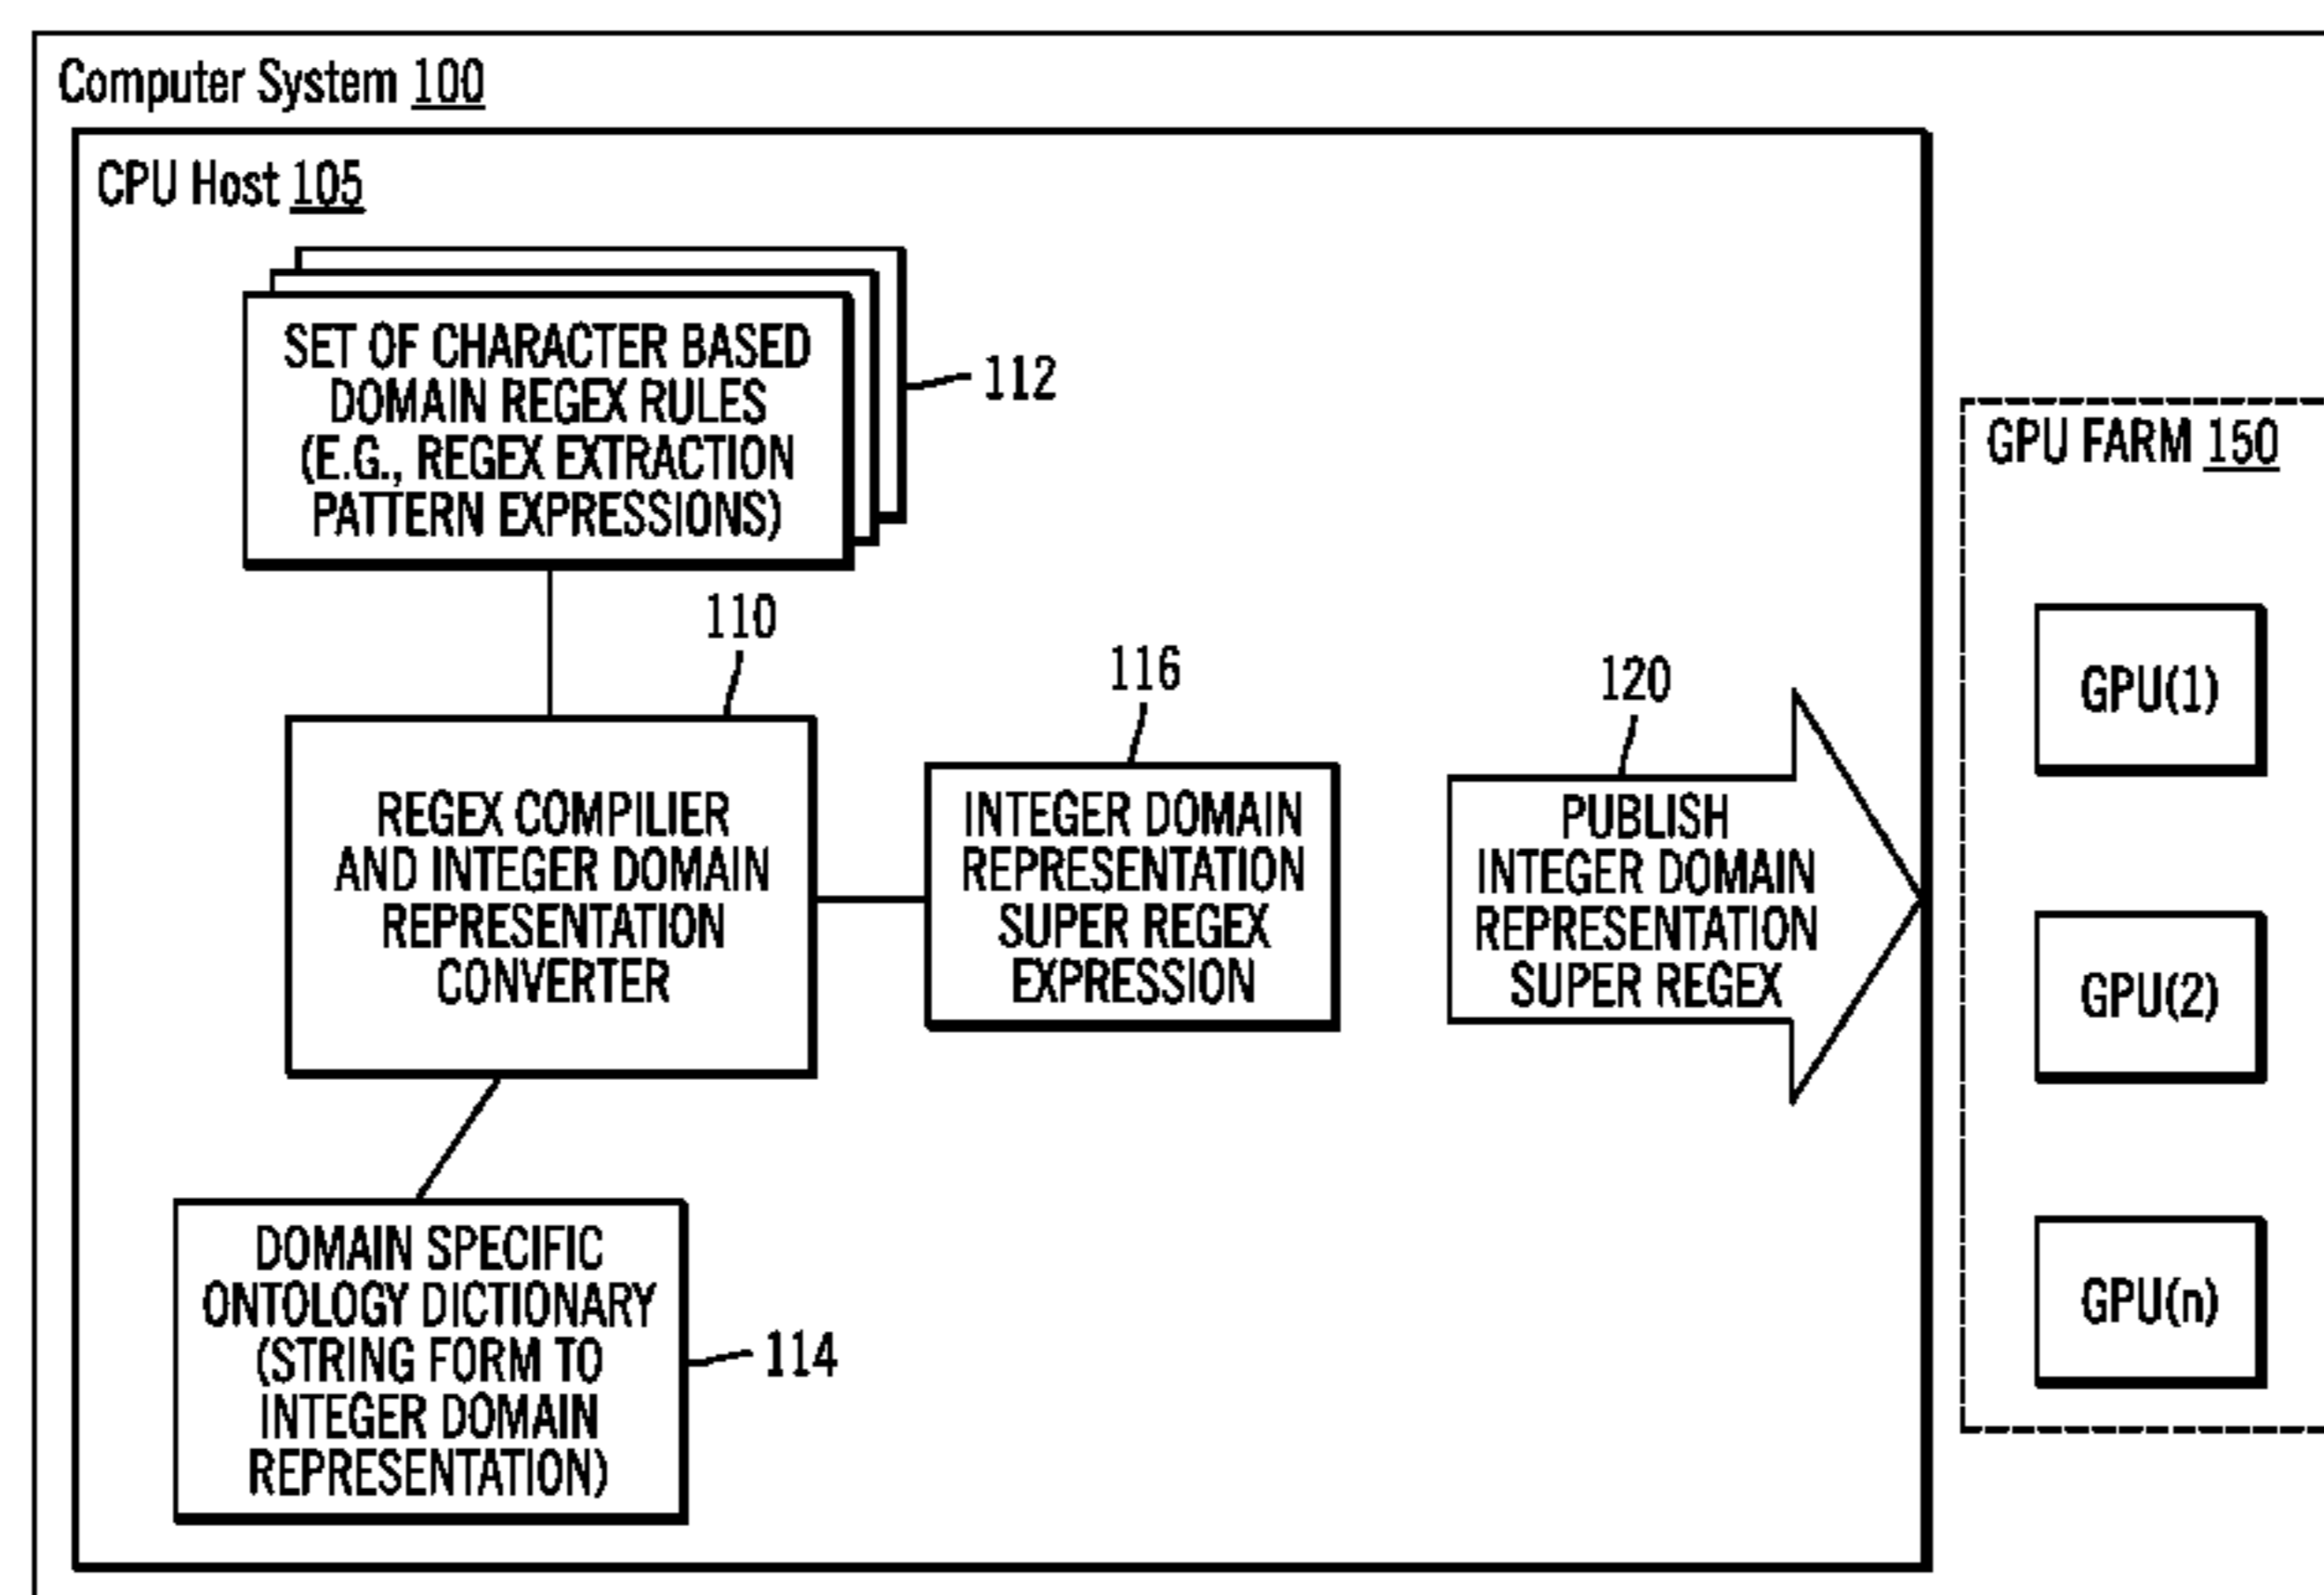 Computer System 100
CPU Host 105
SET OF CHARACTER BASED
DOMAIN REGEX RULES
(E.G., REGEX EXTRACTION
PATTERN EXPRESSIONS)
112
110
REGEX COMPILIER
AND INTEGER DOMAIN
REPRESENTATION
CONVERTER
116
INTEGER DOMAIN
REPRESENTATION
SUPER REGEX
EXPRESSION
120
PUBLISH
INTEGER DOMAIN
REPRESENTATION
SUPER REGEX
DOMAIN SPECIFIC
ONTOLOGY DICTIONARY
(STRING FORM TO
INTEGER DOMAIN
REPRESENTATION)
114
GPU FARM 150
GPU(1)
GPU(2)
GPU(n)